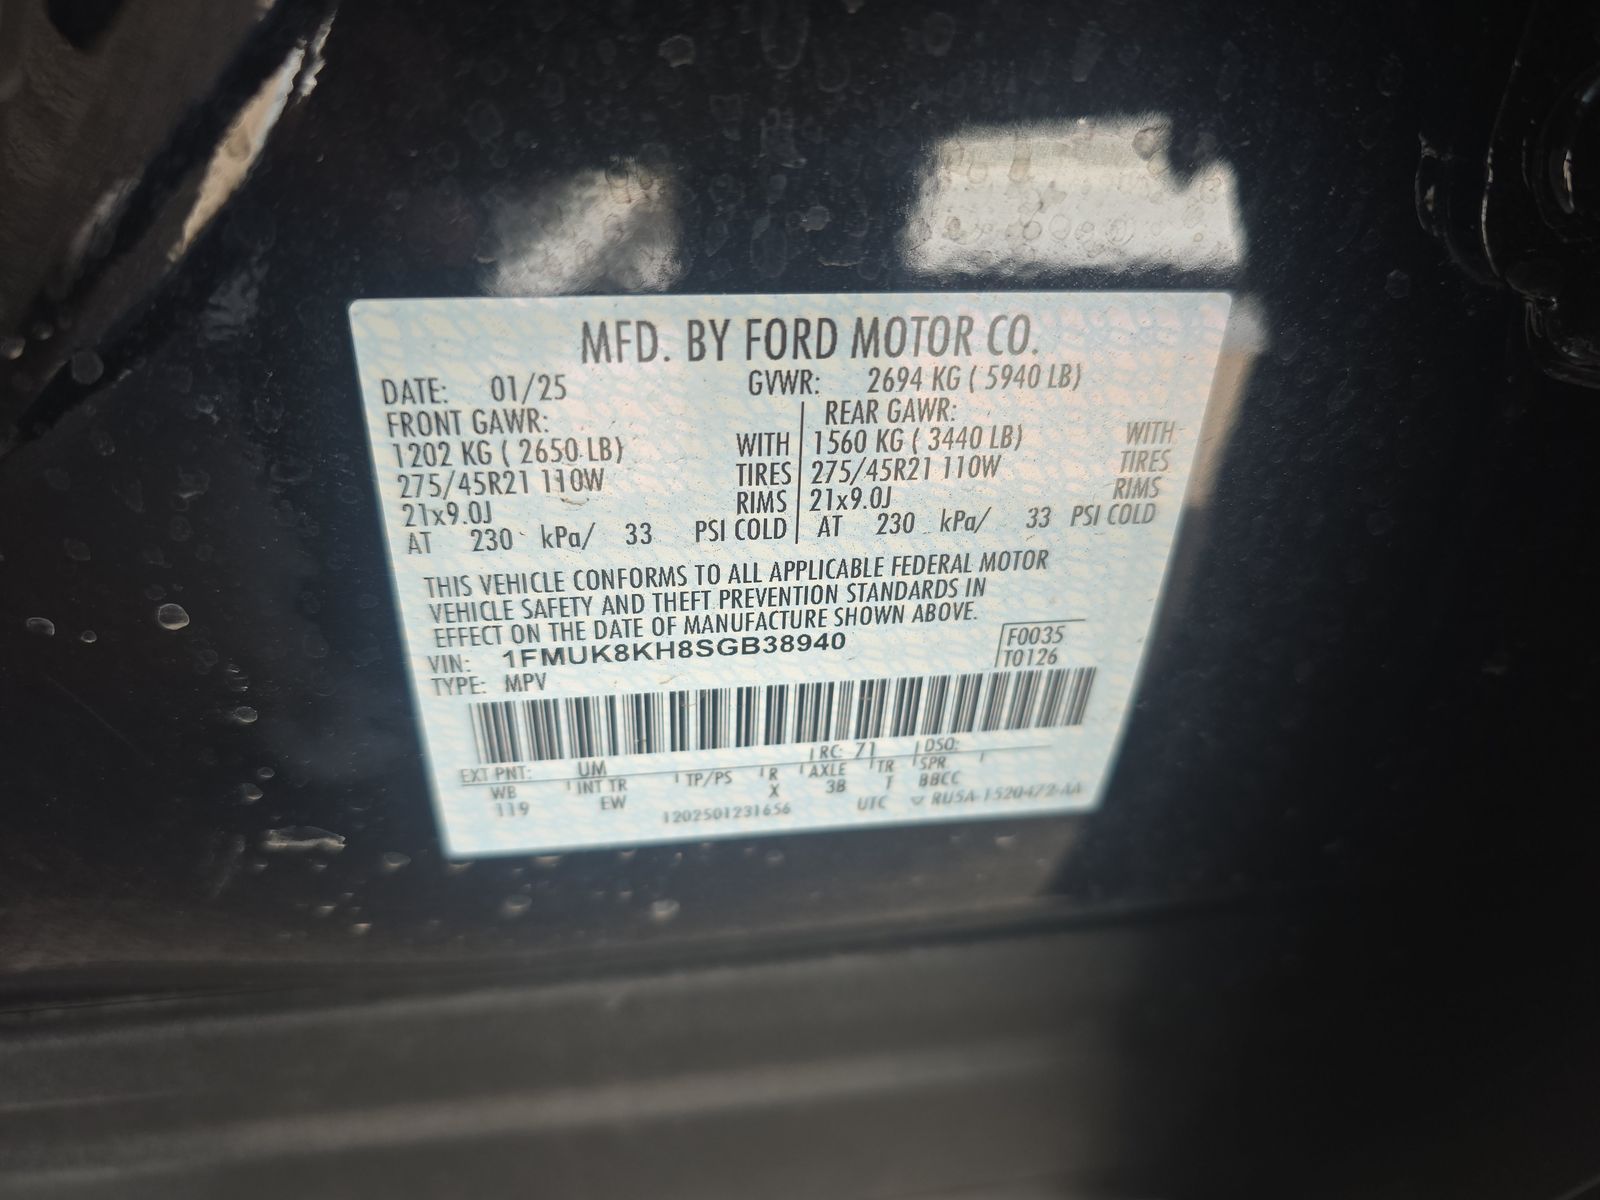 MFD. BY FORD MOTOR CO.
DATE: 01/25 GVWR: 2694 KG ( 5940 LB)
FRONT GAWR: REAR GAWR:
1202 KG ( 2650 LB) WITH 1560 KG ( 3440 LB) WITH
275/45R21 110W TIRES 275/45R21 110W TIRES
21x9.0J RIMS 21x9.0J RIMS
AT 230 kPa/ 33 PSI COLD AT 230 kPa/ 33 PSI COLD
THIS VEHICLE CONFORMS TO ALL APPLICABLE FEDERAL MOTOR
VEHICLE SAFETY AND THEFT PREVENTION STANDARDS IN
EFFECT ON THE DATE OF MANUFACTURE SHOWN ABOVE.
VIN: 1FMUK8KH8SGB38940 F0035
TYPE: MPV T0126
EXT PNT: UM RC: 71 DSO:
WB INT TR TP/PS R AXLE TR SPR
119 EW X 3B T BBCC
1202501231656 UTC RU5A-1520472-AA